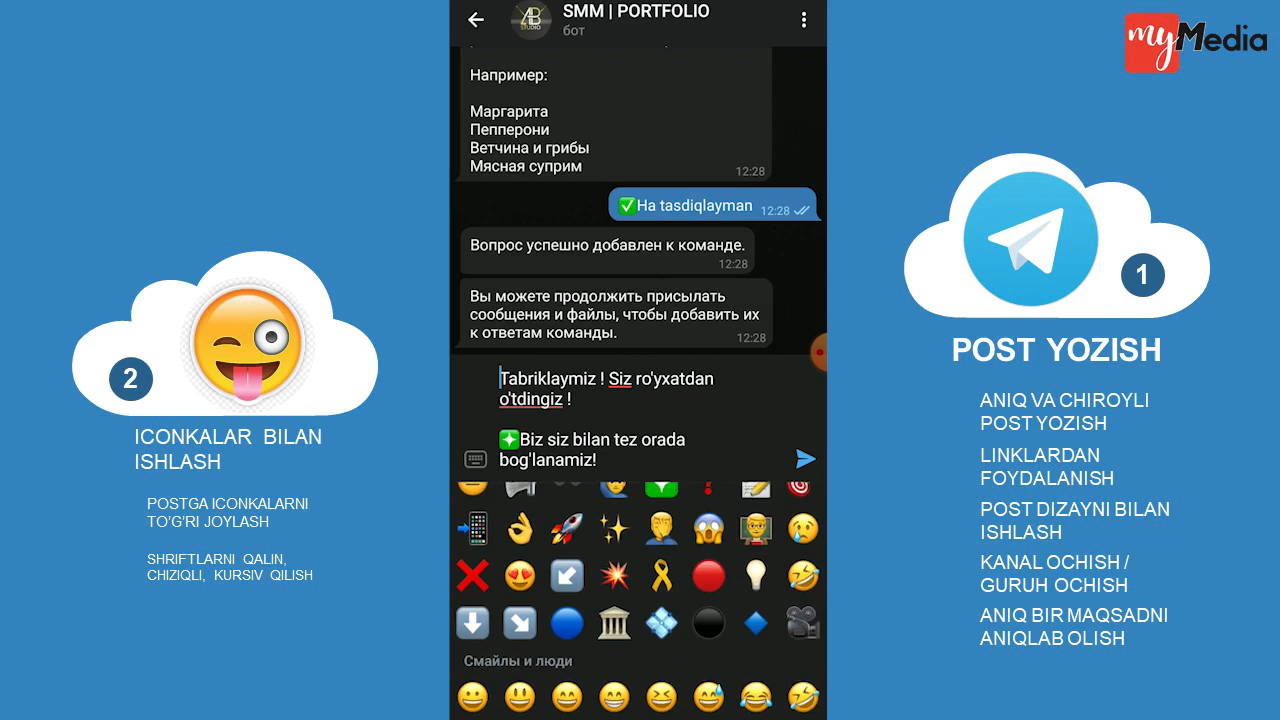 2
ICONKALAR BILAN
ISHLASH
POSTGA ICONKALARNI
TO'G'RI JOYLASH
SHRIFTLARNI QALIN,
CHIZIQLI, KURSIV QILISH
AB
STUDIO
SMM | PORTFOLIO
бот
Например:
Маргарита
Пепперони
Ветчина и грибы
Мясная суприм
12:28
✅Ha tasdiqlayman 12:28
Вопрос успешно добавлен к команде.
12:28
Вы можете продолжить присылать
сообщения и файлы, чтобы добавить их
к ответам команды.
12:28
Tabriklaymiz ! Siz ro'yxatdan
o'tdingiz !
Biz siz bilan tez orada
bog'lanamiz!
Смайлы и люди
myMedia
1
POST YOZISH
ANIQ VA CHIROYLI
POST YOZISH
LINKLARDAN
FOYDALANISH
POST DIZAYNI BILAN
ISHLASH
KANAL OCHISH /
GURUH OCHISH
ANIQ BIR MAQSADNI
ANIQLAB OLISH